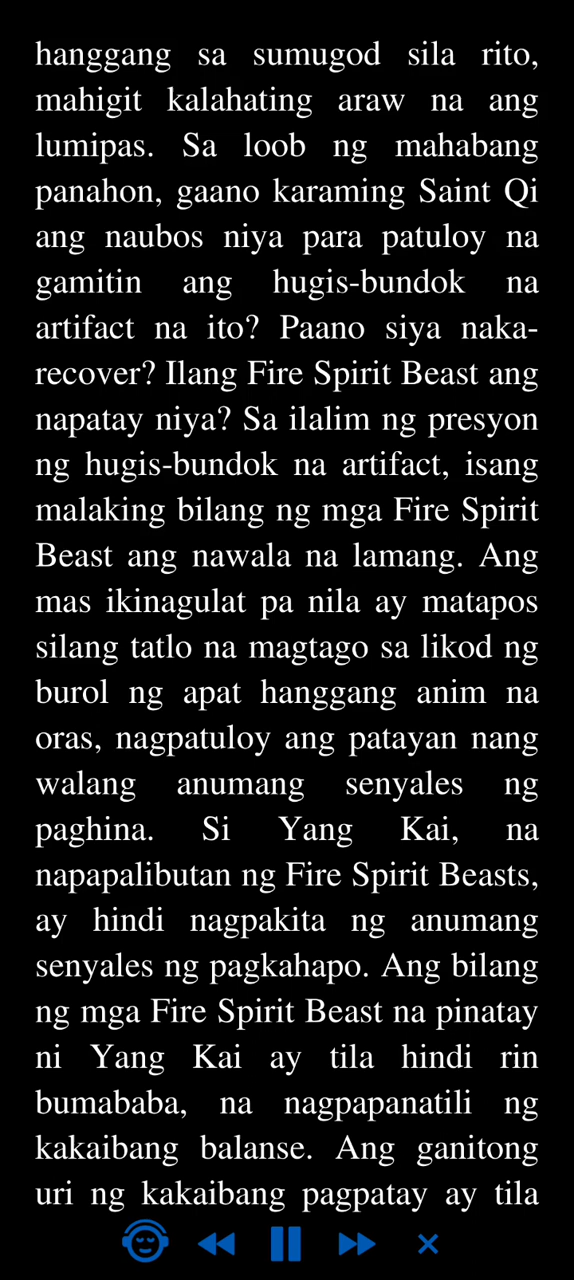 hanggang sa sumugod sila rito,
mahigit kalahating araw na ang
lumipas. Sa loob ng mahabang
panahon, gaano karaming Saint Qi
ang naubos niya para patuloy na
gamitin ang hugis-bundok na
artifact na ito? Paano siya naka-
recover? Ilang Fire Spirit Beast ang
napatay niya? Sa ilalim ng presyon
ng hugis-bundok na artifact, isang
malaking bilang ng mga Fire Spirit
Beast ang nawala na lamang. Ang
mas ikinagulat pa nila ay matapos
silang tatlo na magtago sa likod ng
burol ng apat hanggang anim na
oras, nagpatuloy ang patayan nang
walang anumang senyales ng
paghina. Si Yang Kai, na
napapalibutan ng Fire Spirit Beasts,
ay hindi nagpakita ng anumang
senyales ng pagkahapo. Ang bilang
ng mga Fire Spirit Beast na pinatay
ni Yang Kai ay tila hindi rin
bumababa, na nagpapanatili ng
kakaibang balanse. Ang ganitong
uri ng kakaibang pagpatay ay tila